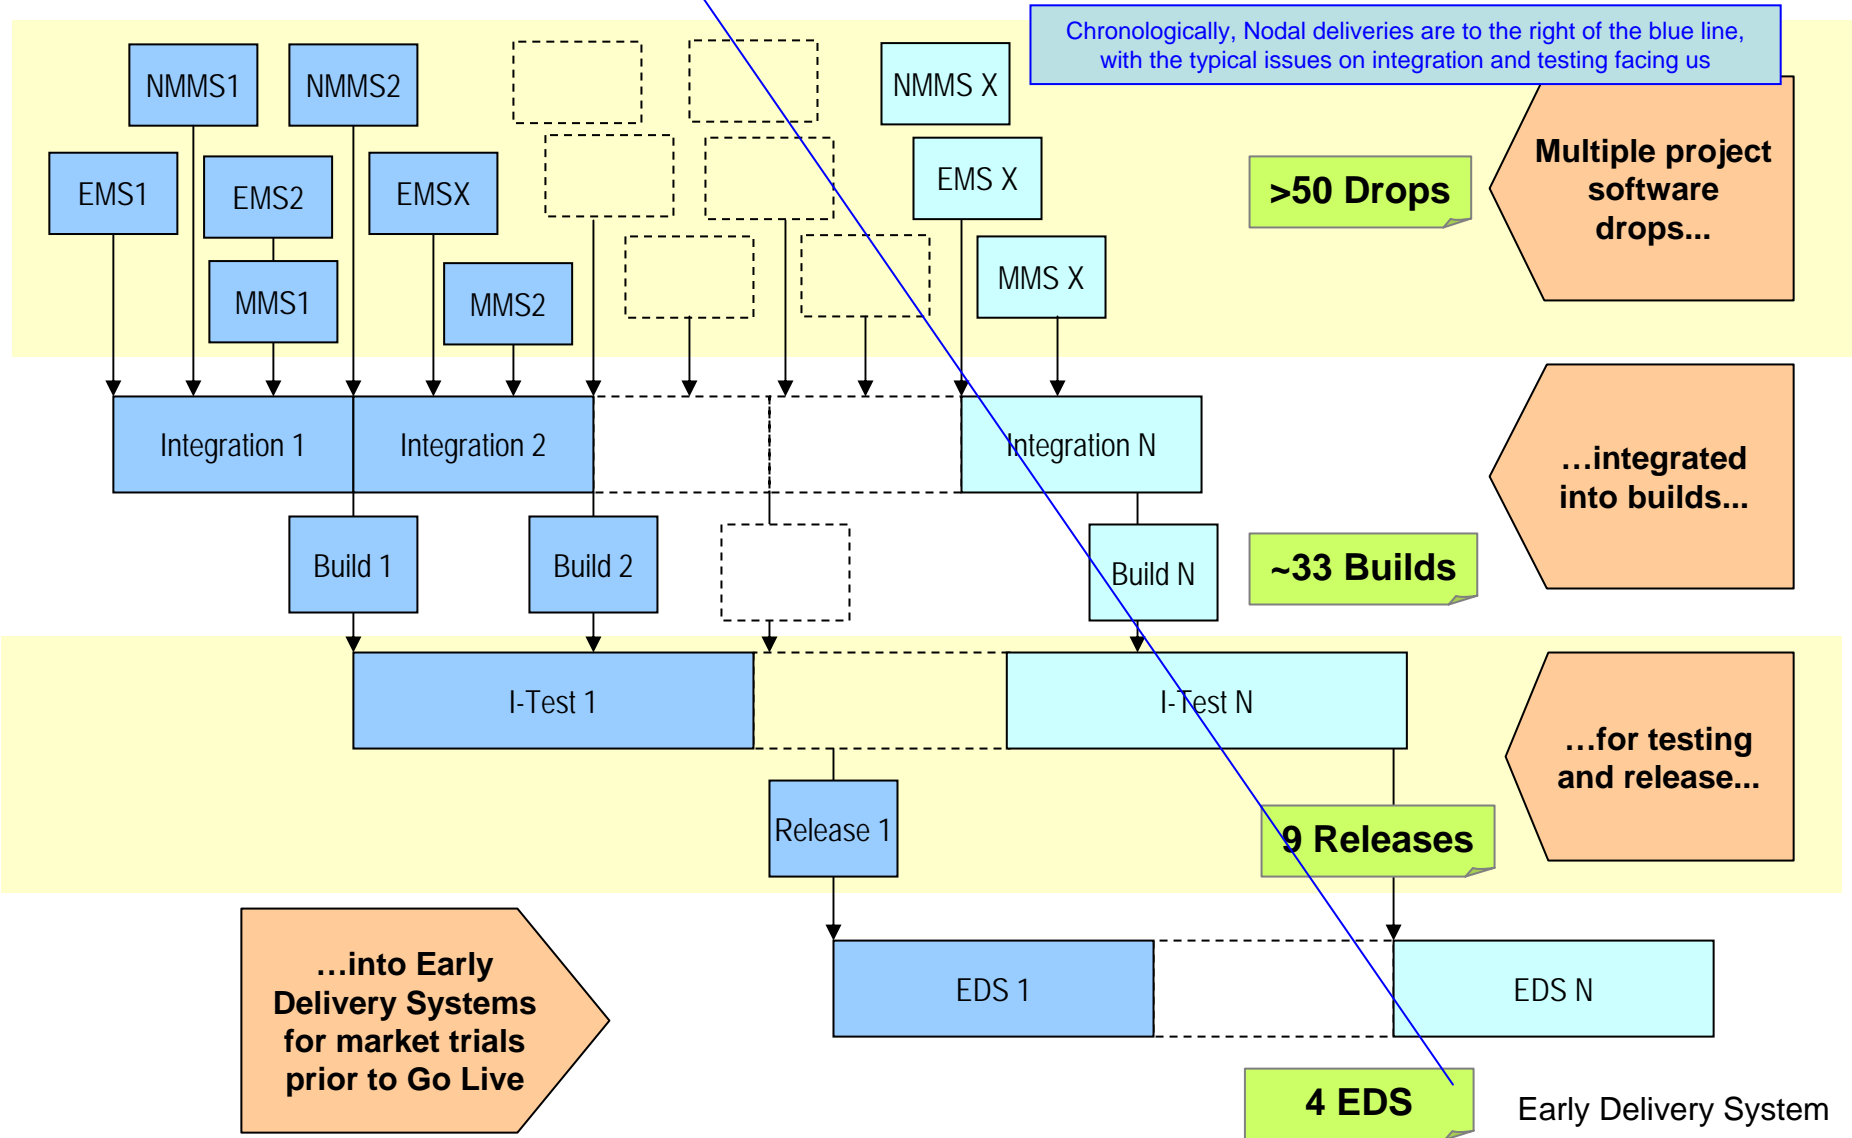 Chronologically, Nodal deliveries are to the right of the blue line,
with the typical issues on integration and testing facing us
NMMS1
NMMS2
NMMS X
EMS1
EMS2
EMSX
EMS X
MMS1
MMS2
MMS X
>50 Drops
Multiple project
software
drops...
Integration 1
Integration 2
Integration N
…integrated
into builds...
Build 1
Build 2
Build N
~33 Builds
I-Test 1
I-Test N
…for testing
and release...
Release 1
9 Releases
…into Early
Delivery Systems
for market trials
prior to Go Live
EDS 1
EDS N
4 EDS
Early Delivery System